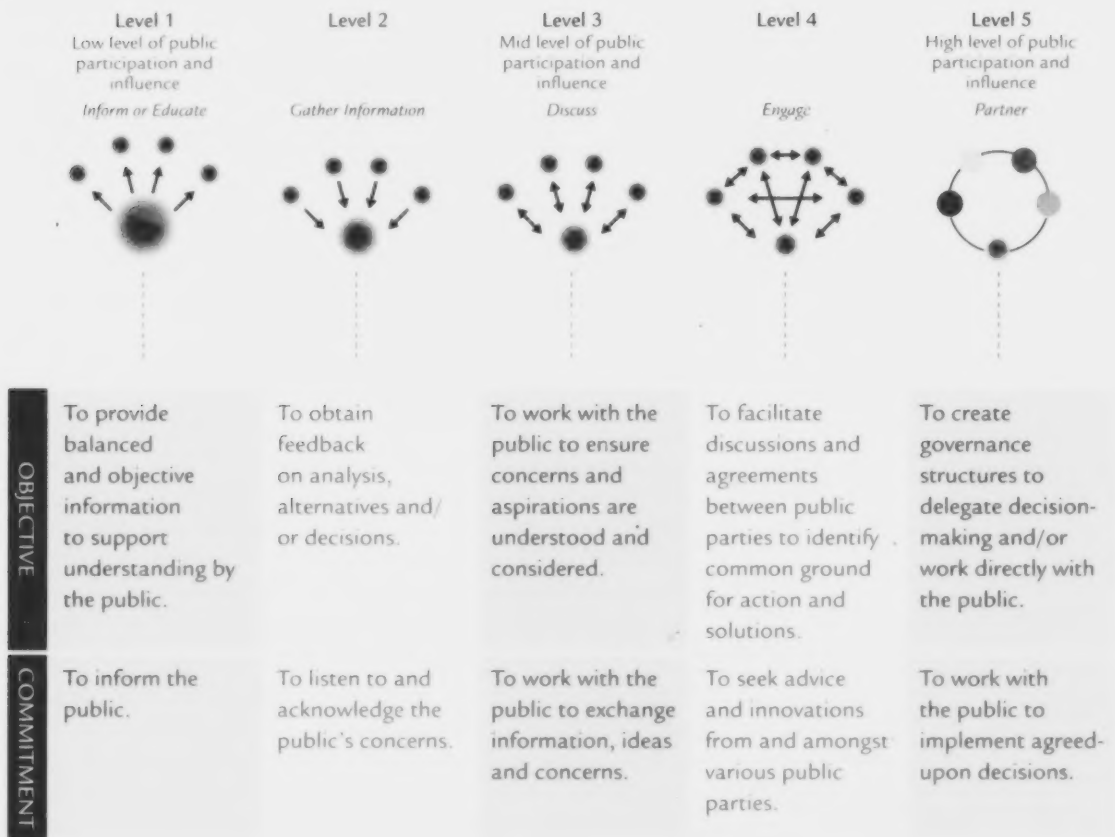 Level 1
Low level of public
participation and
influence
Inform or Educate
Level 2
Gather Information
Level 3
Mid level of public
participation and
influence
Discuss
Level 4
Engage
Level 5
High level of public
participation and
influence
Partner
OBJECTIVE
To provide
balanced
and objective
information
to support
understanding by
the public.
To obtain
feedback
on analysis,
alternatives and/
or decisions.
To work with the
public to ensure
concerns and
aspirations are
understood and
considered.
To facilitate
discussions and
agreements
between public
parties to identify
common ground
for action and
solutions.
To create
governance
structures to
delegate decision-
making and/or
work directly with
the public.
COMMITMENT
To inform the
public.
To listen to and
acknowledge the
public's concerns.
To work with the
public to exchange
information, ideas
and concerns.
To seek advice
and innovations
from and amongst
various public
parties.
To work with
the public to
implement agreed-
upon decisions.